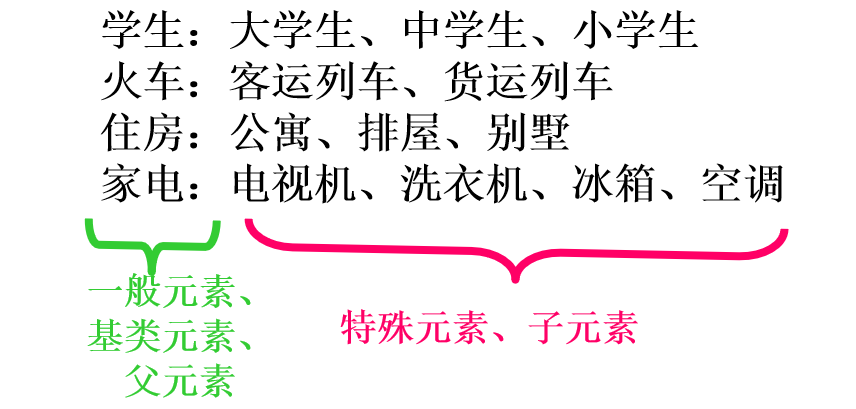 学生：大学生、中学生、小学生
火车：客运列车、货运列车
住房：公寓、排屋、别墅
家电：电视机、洗衣机、冰箱、空调
一般元素、
基类元素、
父元素
特殊元素、子元素